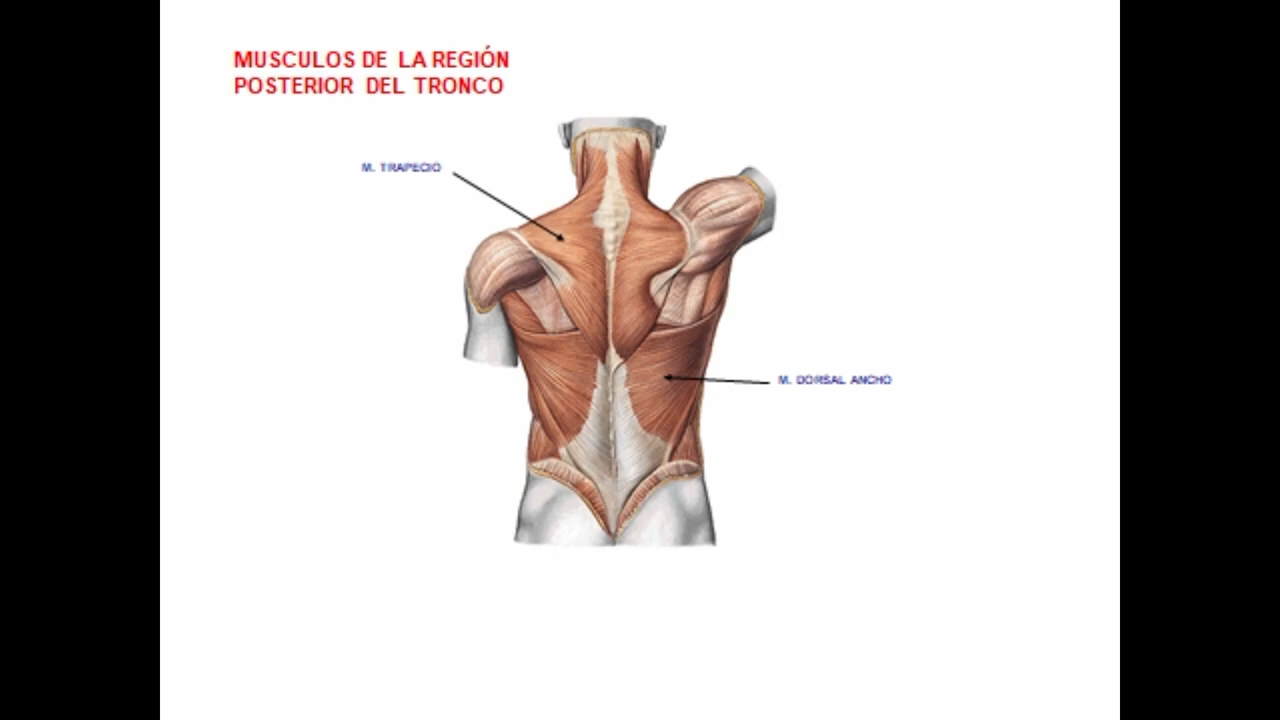 MUSCULOS DE LA REGIÓN
POSTERIOR DEL TRONCO
M. TRAPECIO
M. DORSAL ANCHO